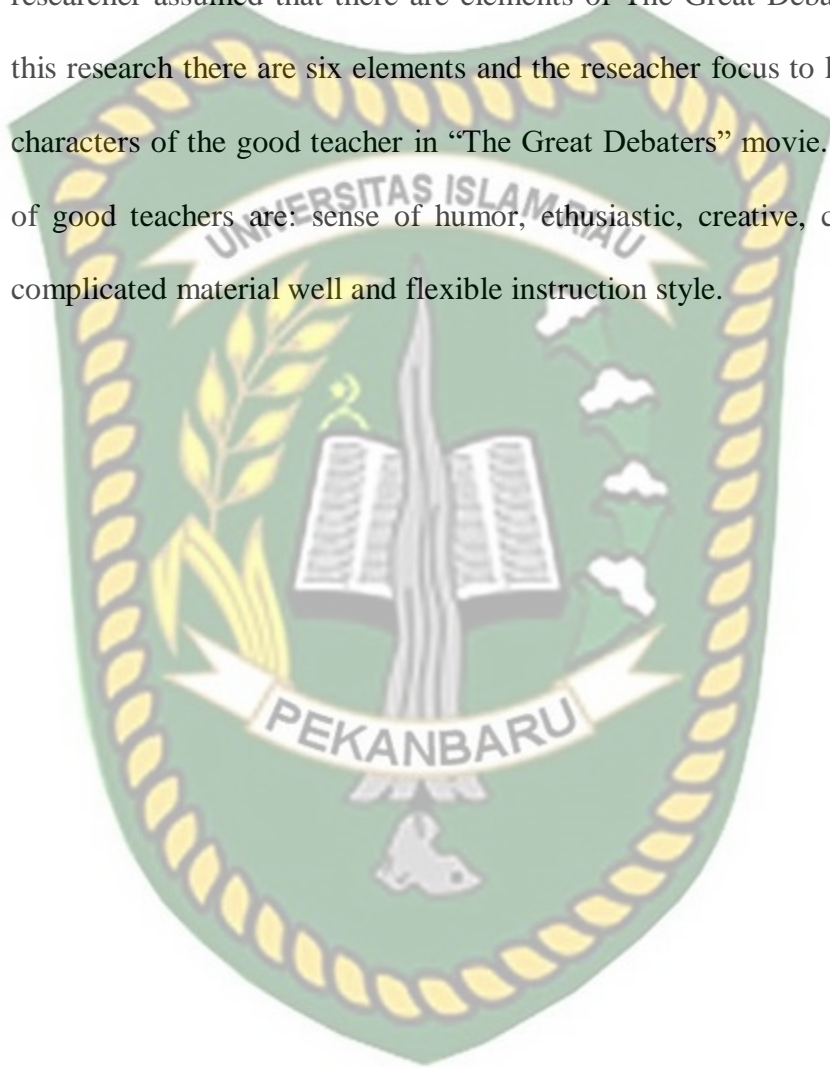 researcher assumed that there are elements of The Great Deba
this research there are six elements and the reseacher focus to
characters of the good teacher in “The Great Debaters” movie.
of good teachers are: sense of humor, ethusiastic, creative, c
complicated material well and flexible instruction style.
UNIVERSITAS ISLAM RIAU
PEKANBARU